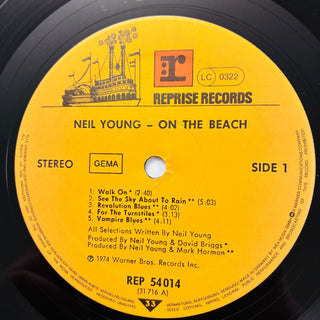 r
LC 0322
REPRISE RECORDS
NEIL YOUNG – ON THE BEACH
STEREO
GEMA
SIDE 1
1 Walk On * (2:40)
2 See The Sky About To Rain * * (5:03)
3 Revolution Blues * * (4:02)
4 For The Turnstiles * (3:13)
5 Vampire Blues * (4:11)
All Selections Written by Neil Young
* Produced by Neil Young & David Briggs
* * Produced by Neil Young & Mark Harman
℗ 1974 Warner Bros. Records Inc.
REP 54014
(31.716 A)
33